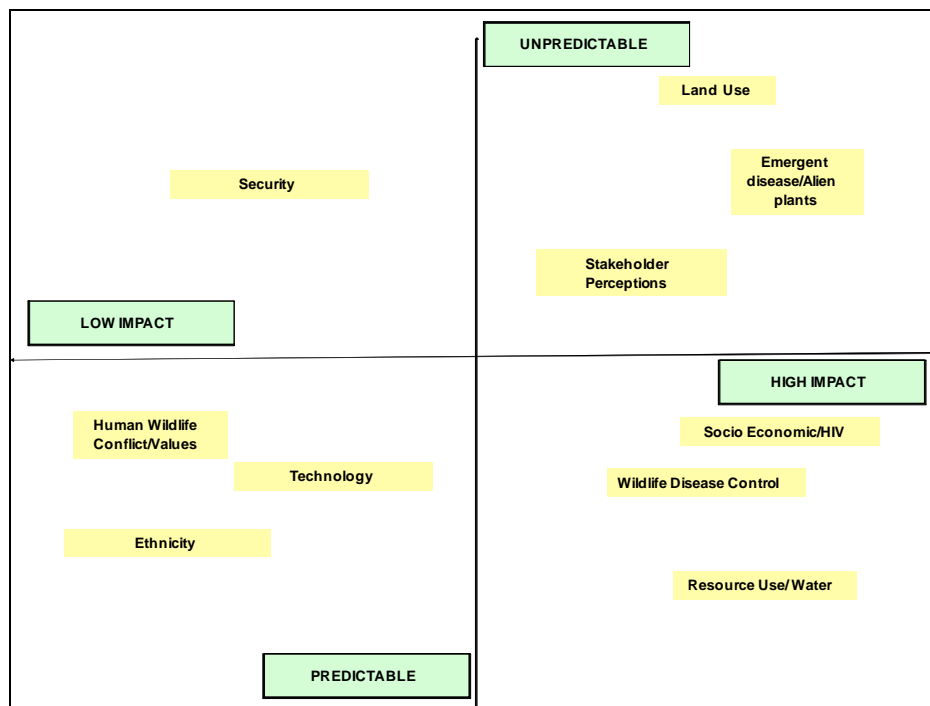 UNPREDICTABLE
Land Use
Emergent
disease/Alien
plants
Security
Stakeholder
Perceptions
LOW IMPACT
HIGH IMPACT
Human Wildlife
Conflict/Values
Socio Economic/HIV
Technology
Wildlife Disease Control
Ethnicity
Resource Use/ Water
PREDICTABLE